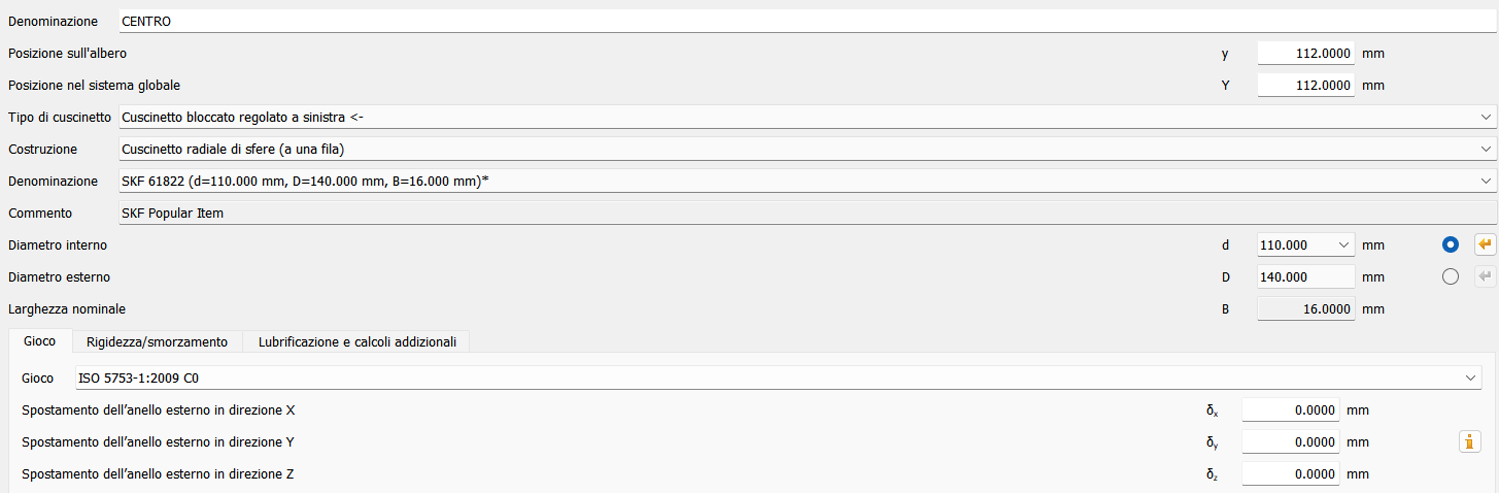 Denominazione CENTRO
Posizione sull'albero y 112.0000 mm
Posizione nel sistema globale Y 112.0000 mm
Tipo di cuscinetto Cuscinetto bloccato regolato a sinistra <-
Costruzione Cuscinetto radiale di sfere (a una fila)
Denominazione SKF 61822 (d=110.000 mm, D=140.000 mm, B=16.000 mm)*
Commento SKF Popular Item
Diametro interno d 110.000 mm
Diametro esterno D 140.000 mm
Larghezza nominale B 16.0000 mm
Gioco Rigidezza/smorzamento Lubrificazione e calcoli addizionali
Gioco ISO 5753-1:2009 C0
Spostamento dell'anello esterno in direzione X δx 0.0000 mm
Spostamento dell'anello esterno in direzione Y δy 0.0000 mm
Spostamento dell'anello esterno in direzione Z δz 0.0000 mm